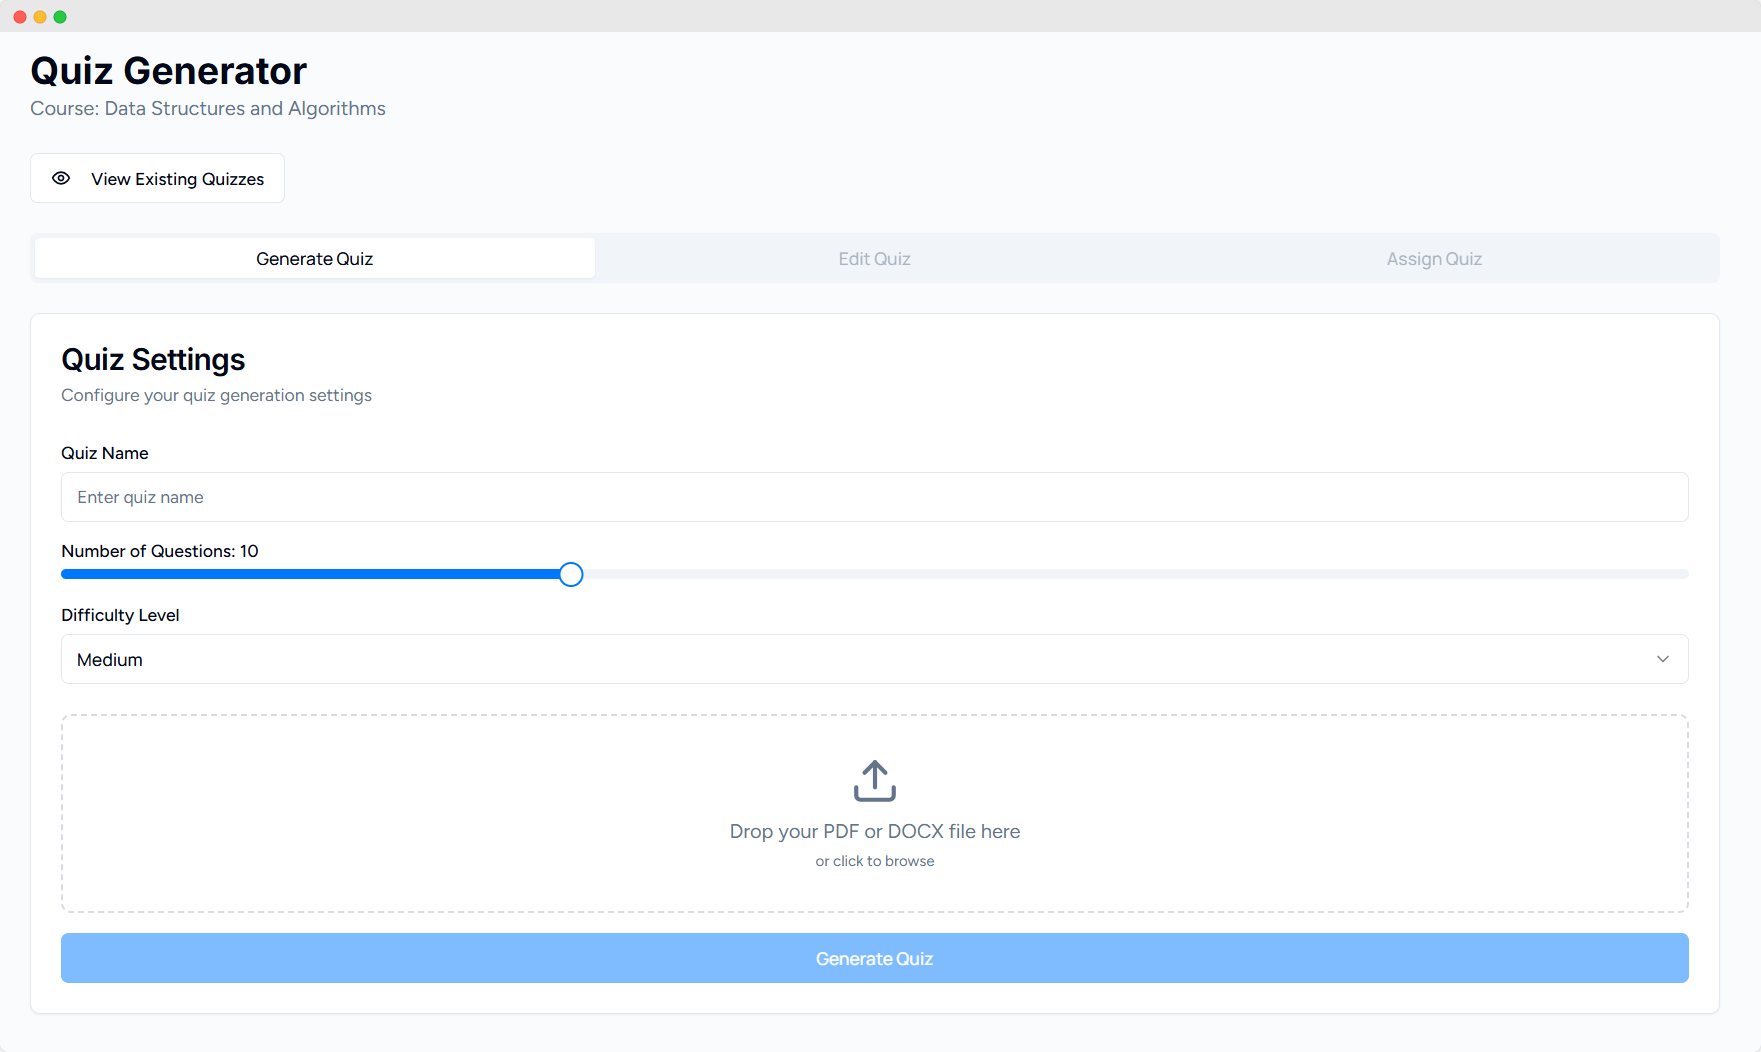 Quiz Generator
Course: Data Structures and Algorithms
View Existing Quizzes
Generate Quiz
Edit Quiz
Assign Quiz
Quiz Settings
Configure your quiz generation settings
Quiz Name
Enter quiz name
Number of Questions: 10
Difficulty Level
Medium
Drop your PDF or DOCX file here
or click to browse
Generate Quiz